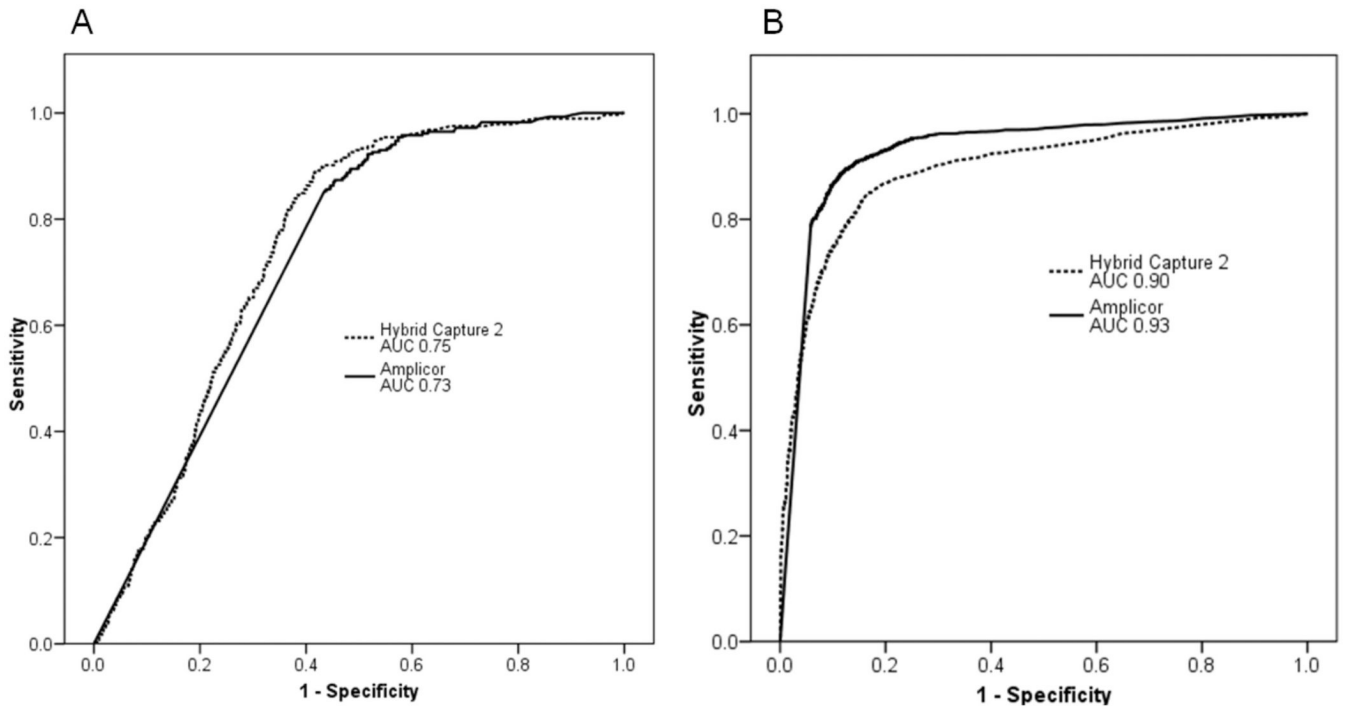 A
1.0
0.8
0.6
0.4
0.2
0.0
Sensitivity
Hybrid Capture 2
AUC 0.75
Amplicor
AUC 0.73
0.0 0.2 0.4 0.6 0.8 1.0
1 - Specificity
B
1.0
0.8
0.6
0.4
0.2
0.0
Sensitivity
Hybrid Capture 2
AUC 0.90
Amplicor
AUC 0.93
0.0 0.2 0.4 0.6 0.8 1.0
1 - Specificity